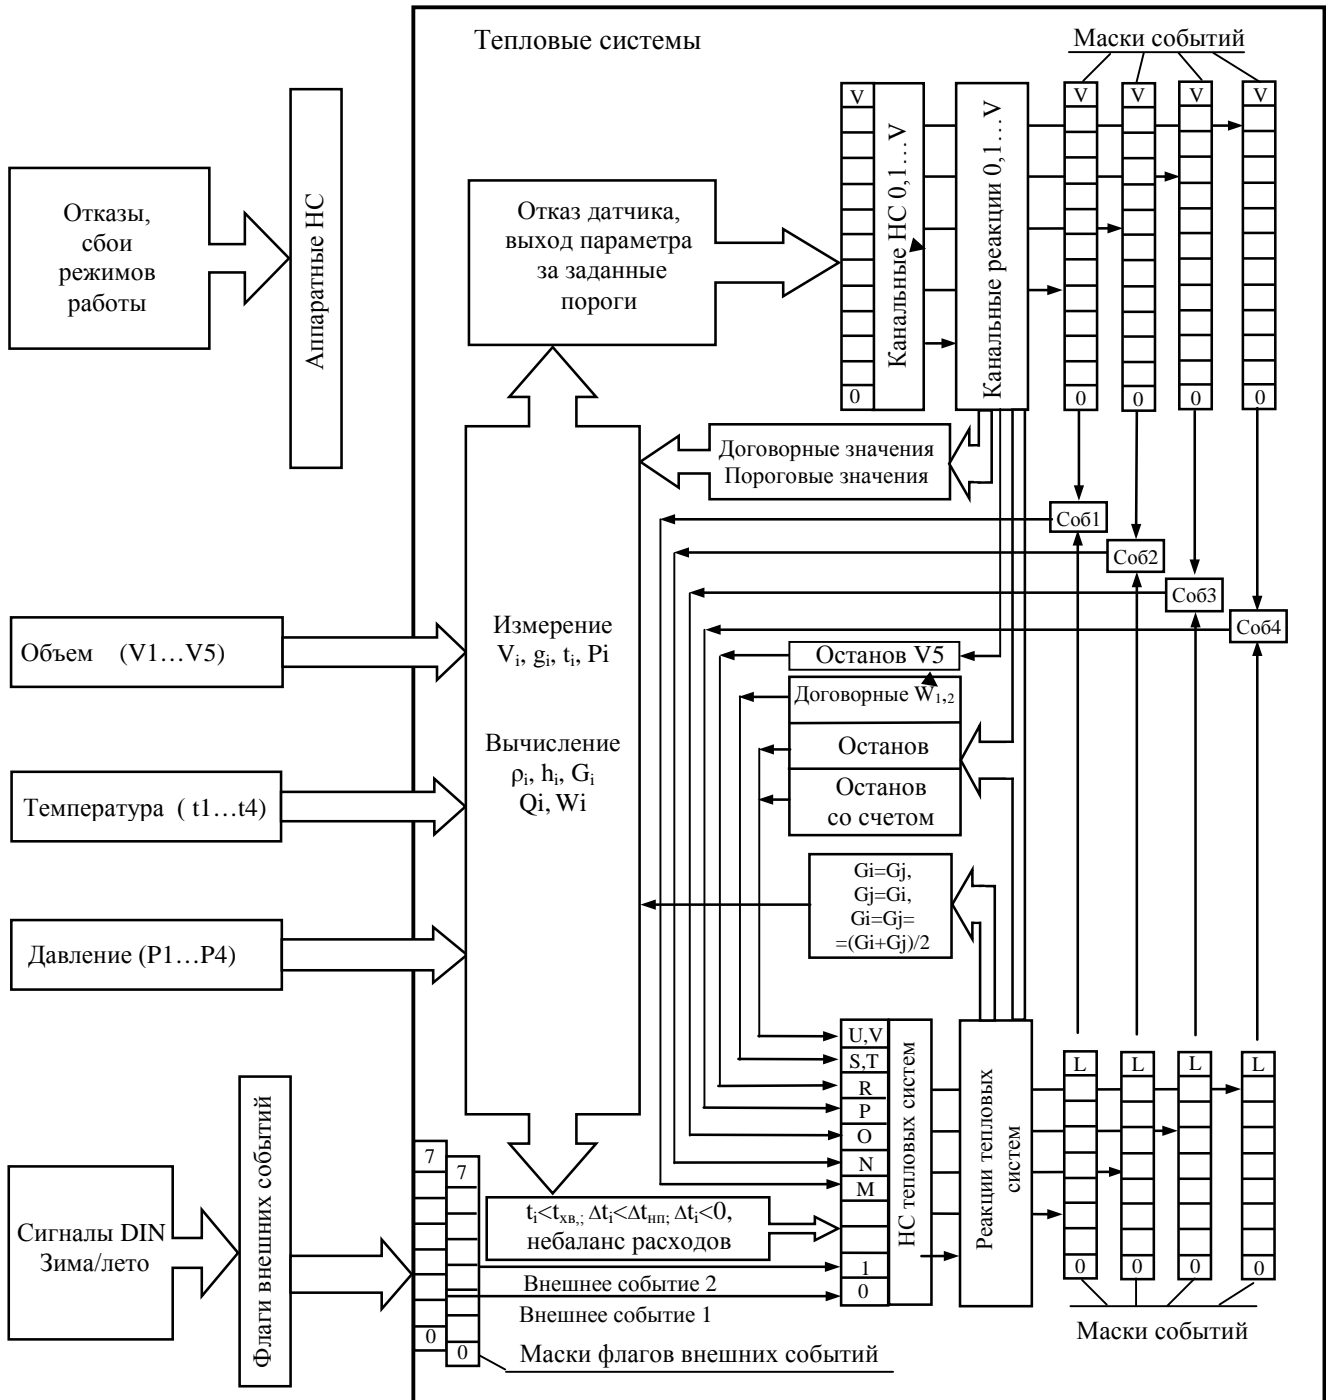 Тепловые системы
Маски событий
Отказы,
сбои
режимов
работы
Аппаратные НС
Отказ датчика,
выход параметра
за заданные
пороги
V
0
Канальные НС 0,1…V
Канальные реакции 0,1…V
V
V
V
V
0
0
0
0
Договорные значения
Пороговые значения
Соб1
Соб2
Соб3
Соб4
Объем (V1…V5)
Температура ( t1…t4)
Давление (P1…P4)
Измерение
Vi, gi, ti, Pi
Вычисление
ρi, hi, Gi
Qi, Wi
Останов V5
Договорные W1,2
Останов
Останов
со счетом
Gi=Gj,
Gj=Gi,
Gi=Gj=
=(Gi+Gj)/2
U,V
S,T
R
P
O
N
M
1
0
НС тепловых систем
Реакции тепловых
систем
L
L
L
L
0
0
0
0
Маски событий
Сигналы DIN
Зима/лето
Флаги внешних событий
7
7
0
0
ti<tхв,; Δti<Δtнп; Δti<0,
небаланс расходов
Внешнее событие 2
Внешнее событие 1
Маски флагов внешних событий